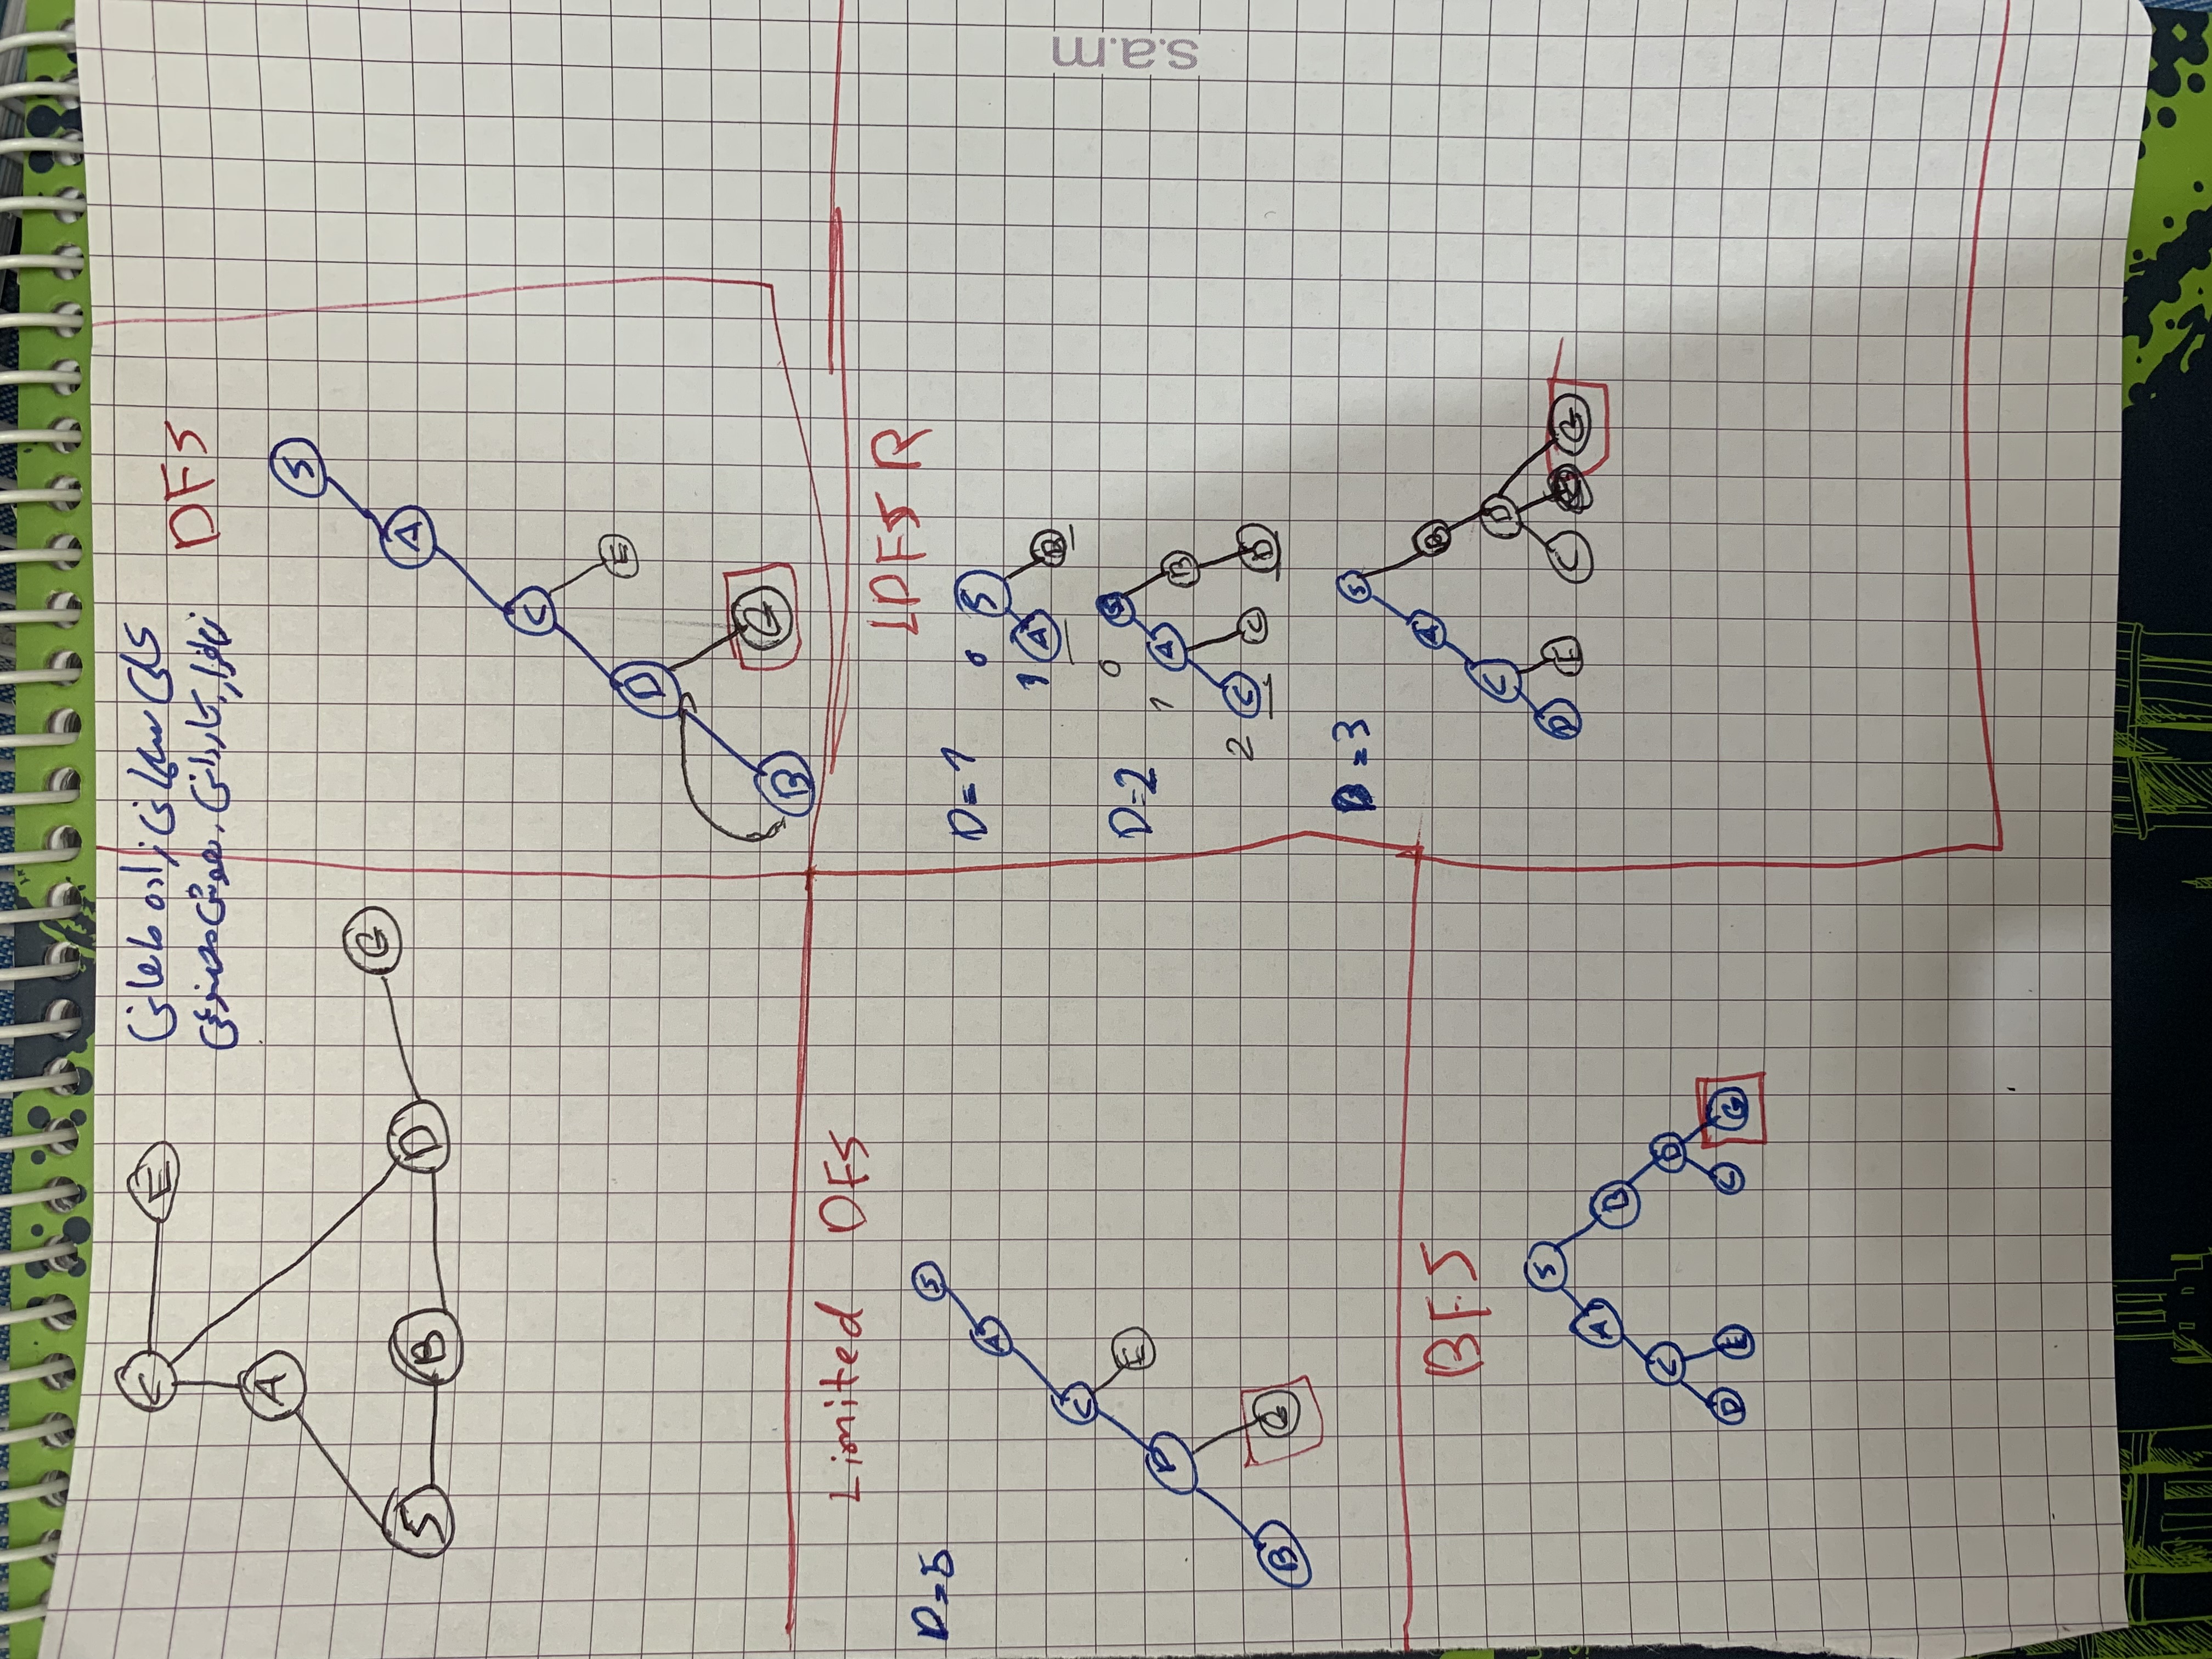 C E
علی سلمانی زاده ماهانی
نرم‌افزار، کاردانی، هوش مصنوعی
A
S B D G
DFS
S
A
C
D E
B G
Limited DFS
D=5
S
A
C
E
D
B G
LDFS R
D=1 0 S
1 A B
D=2 0 S
1 A B
2 C C D
D=3 S
A B
C D
D E C G
BFS
S
A B
C D
D E C G
s.a.m